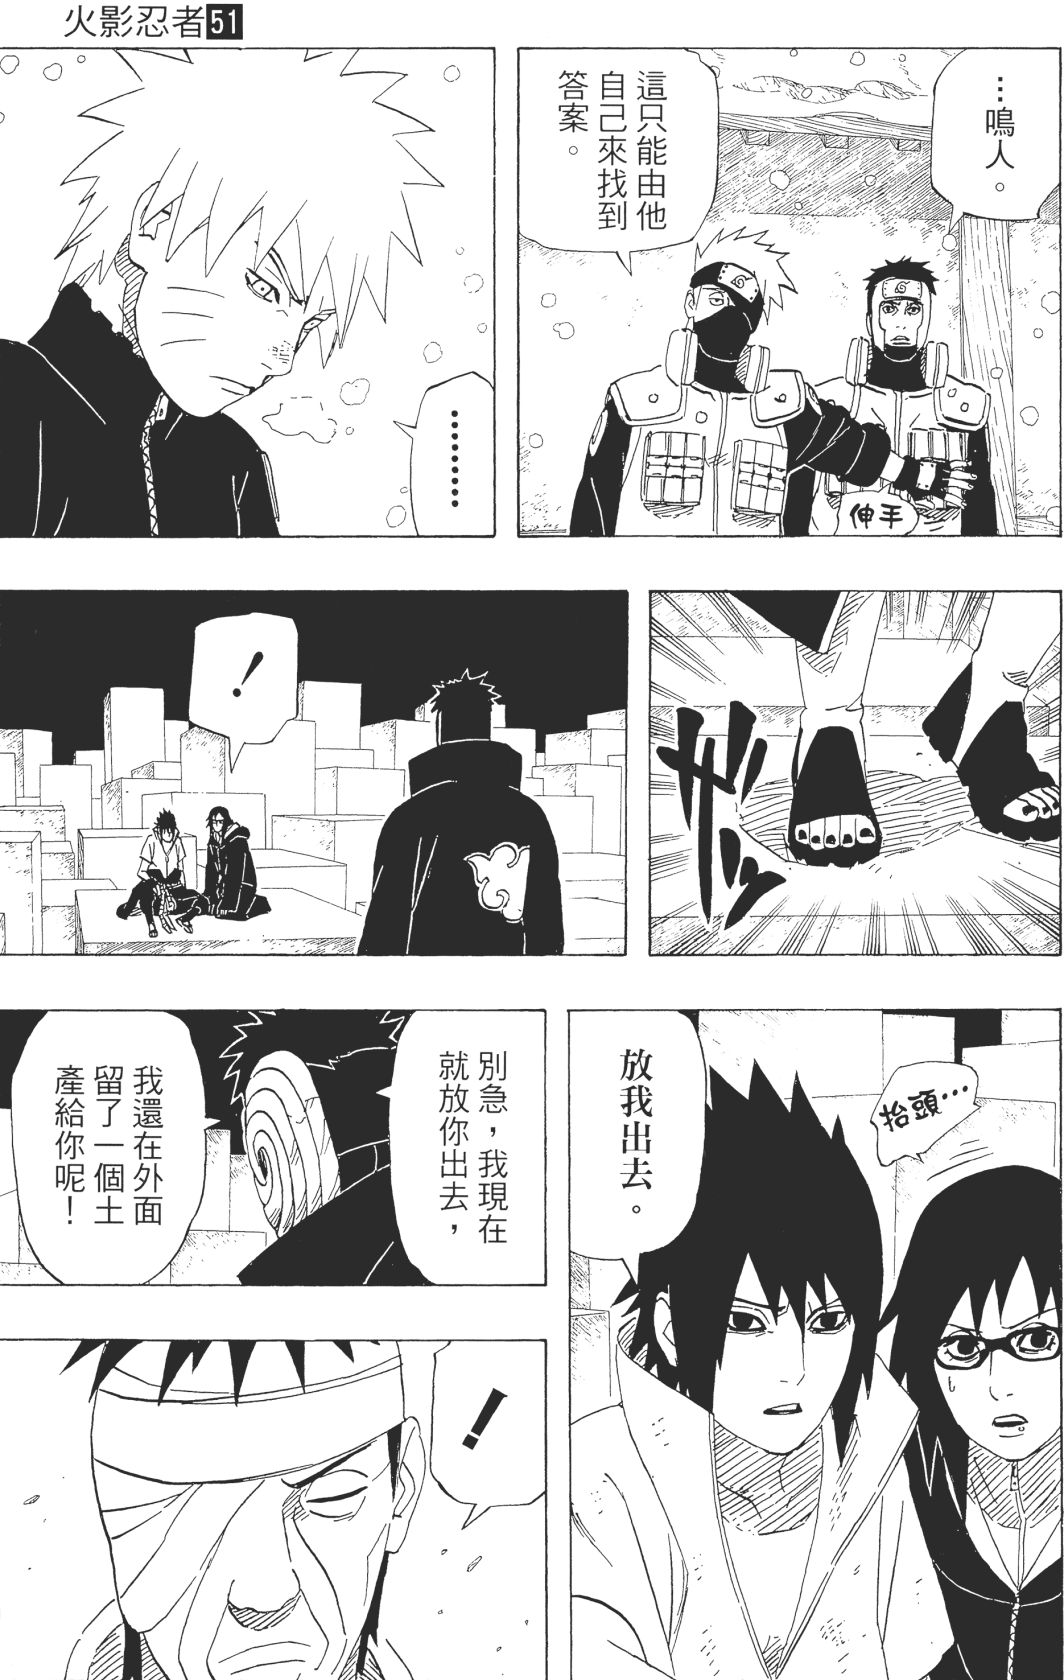 火影忍者51
…鳴人。
這只能由他
自己來找到
答案。
伸手
………
ザッ
！
抬頭…
放我出去。
別急，我現在
就放你出去，
我還在外面
留了一個土
產給你呢！
！